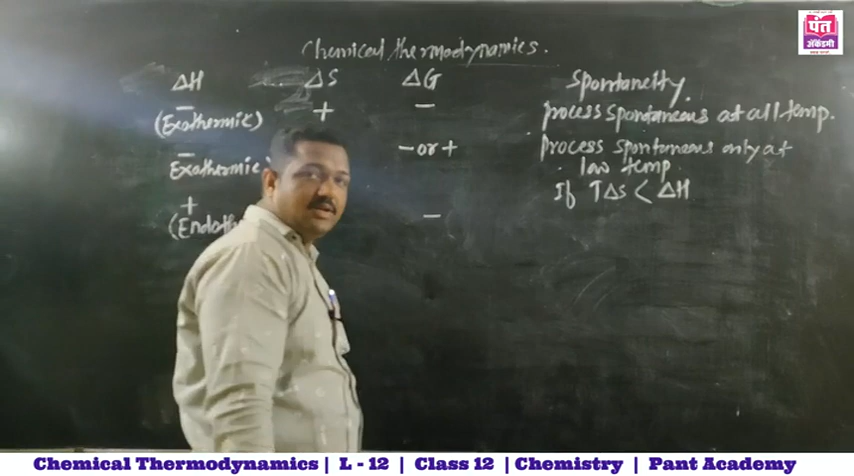 पंत
अॅकॅडमी
Chemical thermodynamics.
ΔH ΔS ΔG Spontaneity
- + - process spontaneous at all temp.
(Exothermic)
- - or + process spontaneous only at
Exothermic low temp.
+ - If TΔS < ΔH
Chemical Thermodynamics | L - 12 | Class 12 | Chemistry | Pant Academy